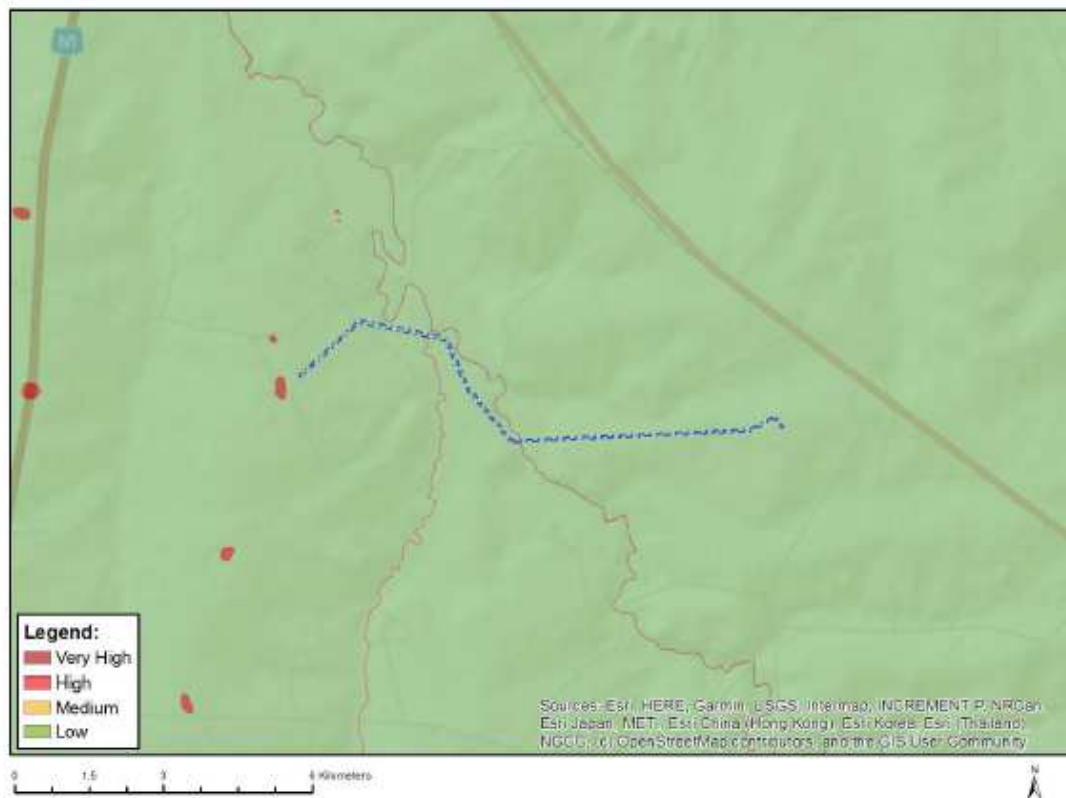 Legend:
Very High
High
Medium
Low
Sources: Esri, HERE, Garmin, USGS, Intermap, INCREMENT P, NRCan,
Esri Japan, METI, Esri China (Hong Kong), Esri Korea, Esri (Thailand),
NGCC, (c) OpenStreetMap contributors, and the GIS User Community
0 1.5 3 6 Kilometers
N